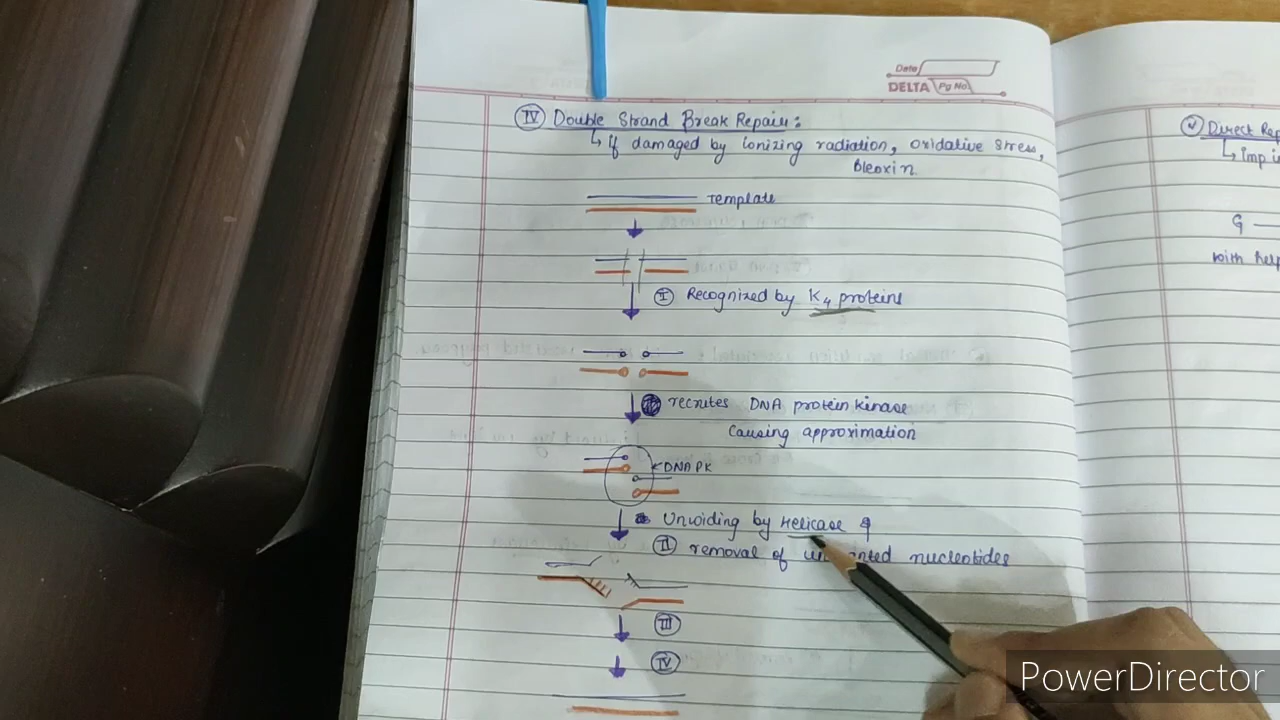 Date
DELTA Pg No.
IV Double Strand Break Repair:
↳ if damaged by ionizing radiation, oxidative stress,
bleoxin
Template
I Recognized by K4 proteins
recruites DNA protein kinase
causing approximation
DNA PK
Unwiding by Helicase &
II removal of unwanted nucleotides
III
IV
V Direct Rep
↳ imp i
G
with help
PowerDirector